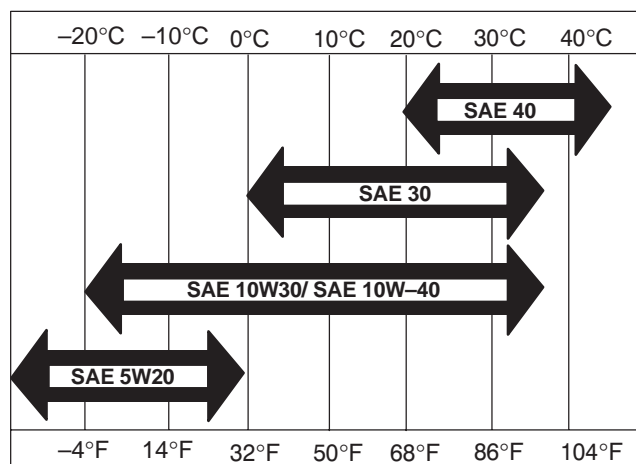 –20°C –10°C 0°C 10°C 20°C 30°C 40°C
SAE 40
SAE 30
SAE 10W30/ SAE 10W–40
SAE 5W20
–4°F 14°F 32°F 50°F 68°F 86°F 104°F